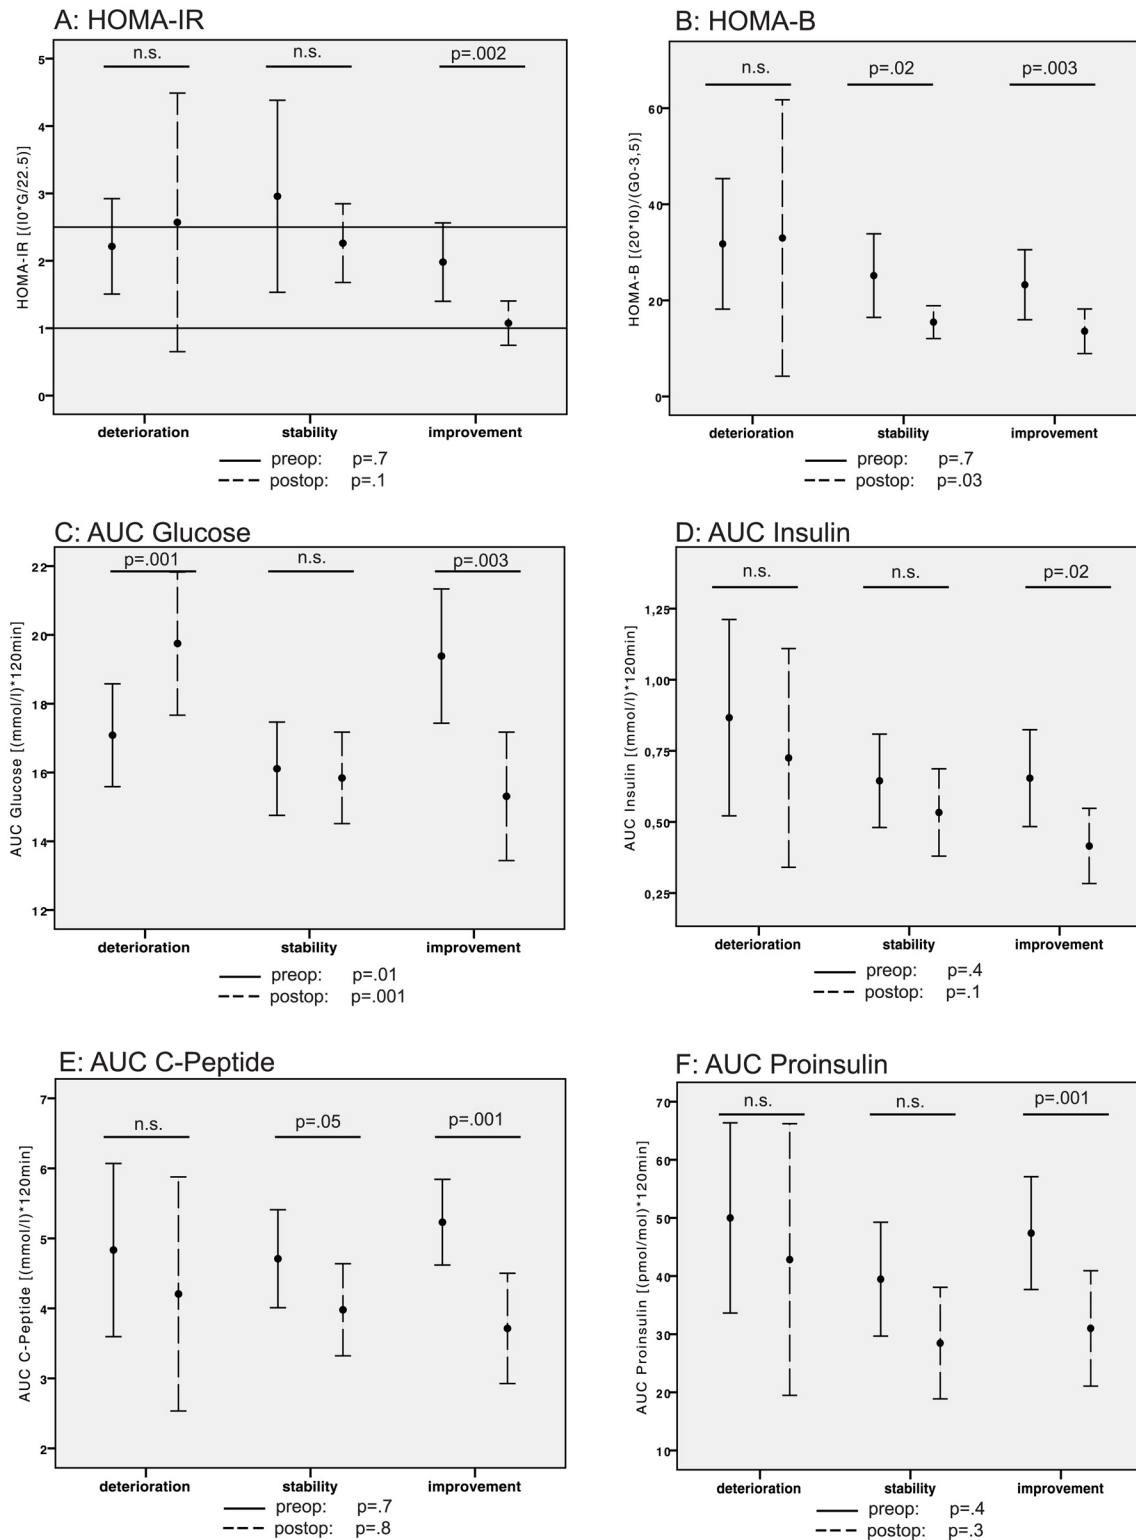 A: HOMA-IR
n.s.
n.s.
p=.002
5
4
3
2
1
0
HOMA-IR [(I0*G/22.5)]
deterioration
stability
improvement
preop: p=.7
postop: p=.1
B: HOMA-B
n.s.
p=.02
p=.003
60
40
20
0
HOMA-B [(20*I0)/(G0-3,5)]
deterioration
stability
improvement
preop: p=.7
postop: p=.03
C: AUC Glucose
p=.001
n.s.
p=.003
22
20
18
16
14
12
AUC Glucose [(mmol/l)*120min]
deterioration
stability
improvement
preop: p=.01
postop: p=.001
D: AUC Insulin
n.s.
n.s.
p=.02
1,25
1,00
0,75
0,50
0,25
AUC Insulin [(mmol/l)*120min]
deterioration
stability
improvement
preop: p=.4
postop: p=.1
E: AUC C-Peptide
n.s.
p=.05
p=.001
7
6
5
4
3
2
AUC C-Peptide [(mmol/l)*120min]
deterioration
stability
improvement
preop: p=.7
postop: p=.8
F: AUC Proinsulin
n.s.
n.s.
p=.001
70
60
50
40
30
20
10
AUC Proinsulin [(pmol/mol)*120min]
deterioration
stability
improvement
preop: p=.4
postop: p=.3